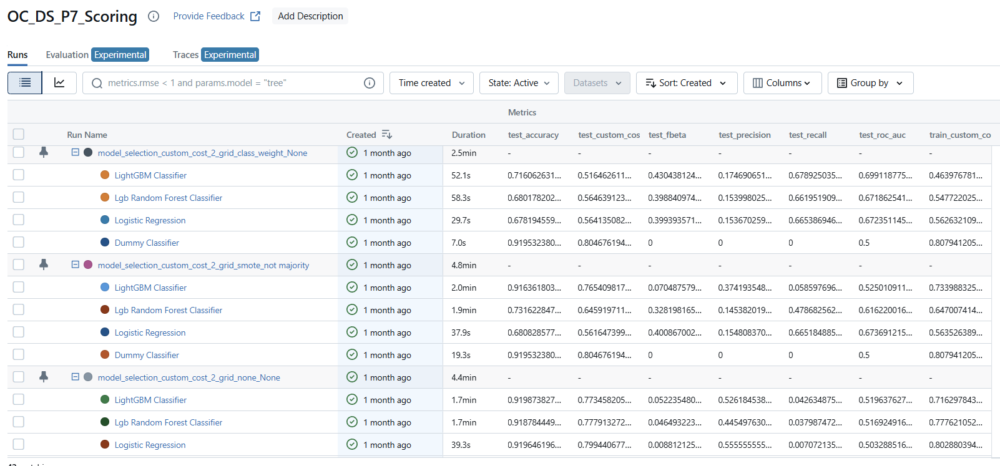 OC_DS_P7_Scoring Provide Feedback Add Description
Runs Evaluation Experimental Traces Experimental
metrics.rmse < 1 and params.model = "tree" Time created State: Active Datasets Sort: Created Columns Group by
Metrics
Run Name Created Duration test_accuracy test_custom_cos test_fbeta test_precision test_recall test_roc_auc train_custom_co
model_selection_custom_cost_2_grid_class_weight_None 1 month ago 2.5min - - - - - - -
LightGBM Classifier 1 month ago 52.1s 0.716062631... 0.516462611... 0.430438124... 0.174690651... 0.678925035... 0.699118775... 0.463976781...
Lgb Random Forest Classifier 1 month ago 58.3s 0.680178202... 0.564639123... 0.398840974... 0.153998025... 0.661951909... 0.671862541... 0.547722025...
Logistic Regression 1 month ago 29.7s 0.678194559... 0.564135082... 0.399393571... 0.153670259... 0.665386946... 0.672351145... 0.562632109...
Dummy Classifier 1 month ago 7.0s 0.919532380... 0.804676194... 0 0 0 0.5 0.807941205...
model_selection_custom_cost_2_grid_smote_not majority 1 month ago 4.8min - - - - - - -
LightGBM Classifier 1 month ago 2.0min 0.916361803... 0.765409817... 0.070487579... 0.374193548... 0.058597696... 0.525010911... 0.733988325...
Lgb Random Forest Classifier 1 month ago 1.9min 0.731622847... 0.645919711... 0.328198165... 0.145382019... 0.478682562... 0.616220016... 0.647007414...
Logistic Regression 1 month ago 37.9s 0.680828577... 0.561647399... 0.400867002... 0.154808370... 0.665184885... 0.673691215... 0.563526389...
Dummy Classifier 1 month ago 19.3s 0.919532380... 0.804676194... 0 0 0 0.5 0.807941205...
model_selection_custom_cost_2_grid_none_None 1 month ago 4.4min - - - - - - -
LightGBM Classifier 1 month ago 1.7min 0.919873827... 0.773458205... 0.052235480... 0.526184538... 0.042634875... 0.519637627... 0.716297843...
Lgb Random Forest Classifier 1 month ago 1.7min 0.918784449... 0.777913272... 0.046493223... 0.445497630... 0.037987472... 0.516924916... 0.777621052...
Logistic Regression 1 month ago 39.3s 0.919646196... 0.799440677... 0.008812125... 0.555555555... 0.007072135... 0.503288516... 0.802880394...